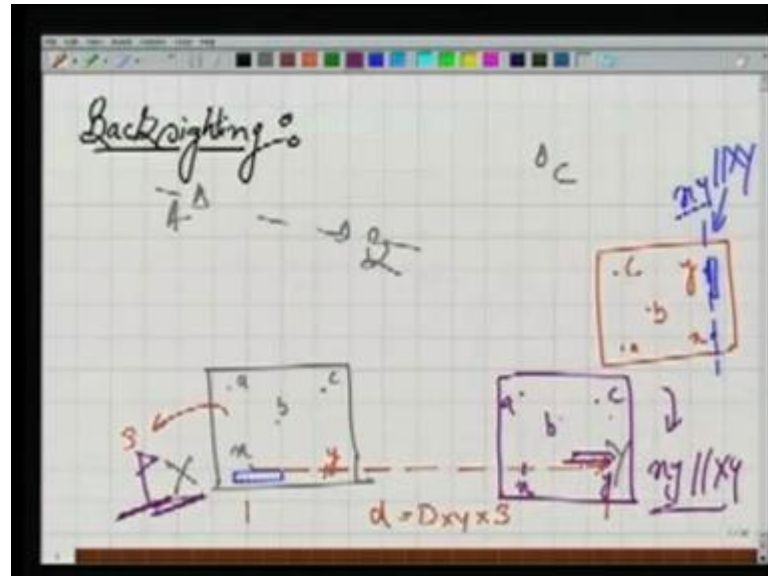 Backsighting :
A
B
C
xy // XY
c
y
b
a x
a c
b
x y
S
X
a c
b
x y Y
xy // XY
d = Dxy x S